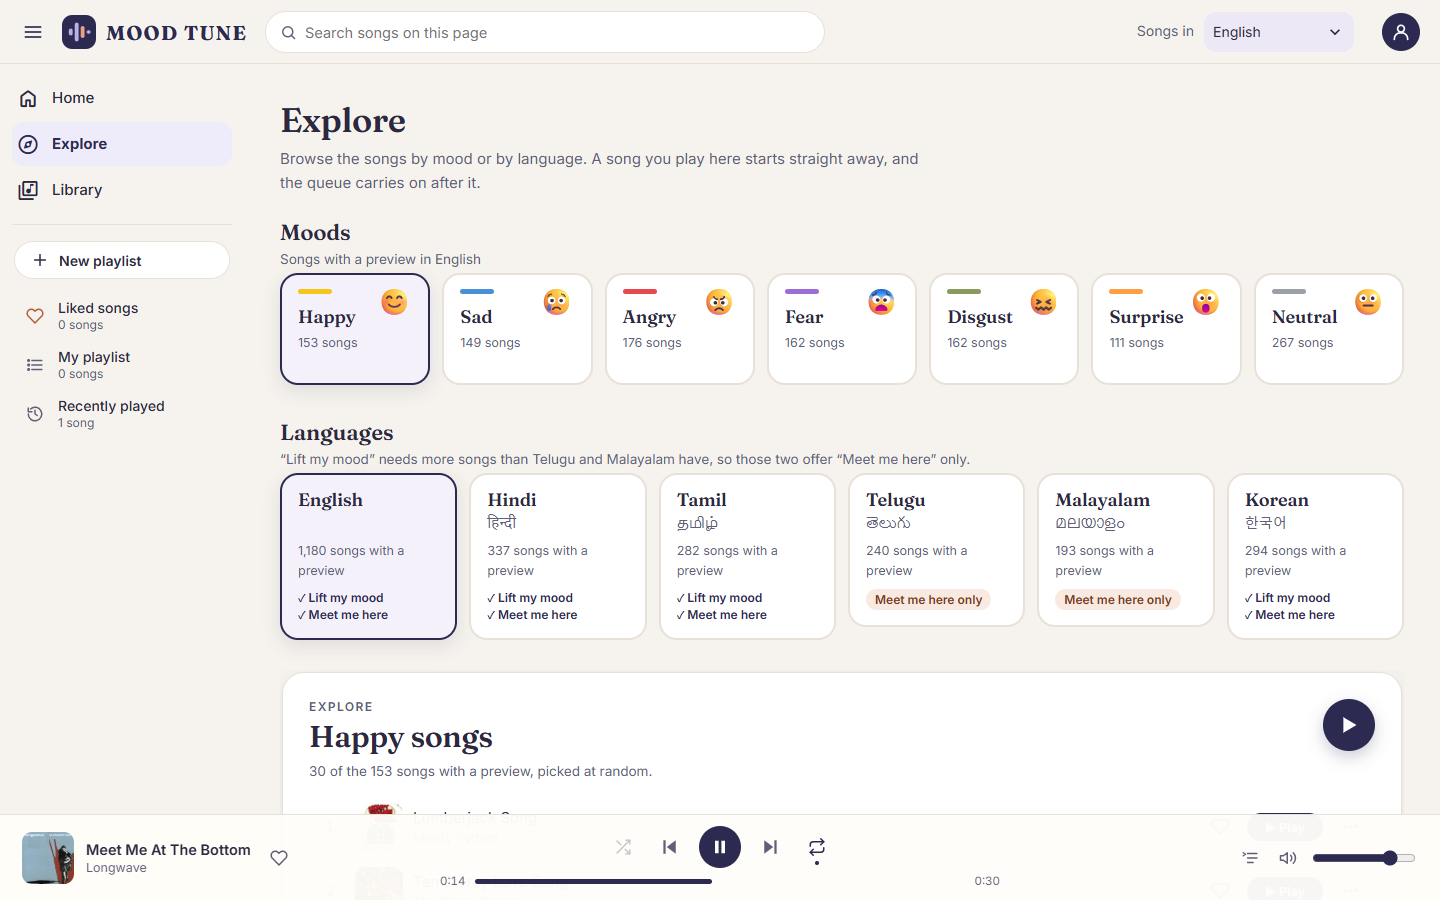 MOOD TUNE
Search songs on this page
Songs in
English
Home
Explore
Library
New playlist
Liked songs
0 songs
My playlist
0 songs
Recently played
1 song
Explore
Browse the songs by mood or by language. A song you play here starts straight away, and
the queue carries on after it.
Moods
Songs with a preview in English
Happy
153 songs
Sad
149 songs
Angry
176 songs
Fear
162 songs
Disgust
162 songs
Surprise
111 songs
Neutral
267 songs
Languages
“Lift my mood” needs more songs than Telugu and Malayalam have, so those two offer “Meet me here” only.
English
1,180 songs with a
preview
✓ Lift my mood
✓ Meet me here
Hindi
हिन्दी
337 songs with a
preview
✓ Lift my mood
✓ Meet me here
Tamil
தமிழ்
282 songs with a
preview
✓ Lift my mood
✓ Meet me here
Telugu
తెలుగు
240 songs with a
preview
Meet me here only
Malayalam
മലയാളം
193 songs with a
preview
Meet me here only
Korean
한국어
294 songs with a
preview
✓ Lift my mood
✓ Meet me here
EXPLORE
Happy songs
30 of the 153 songs with a preview, picked at random.
Lumberjack Song
Play
Meet Me At The Bottom
Longwave
0:14
0:30
2
Play